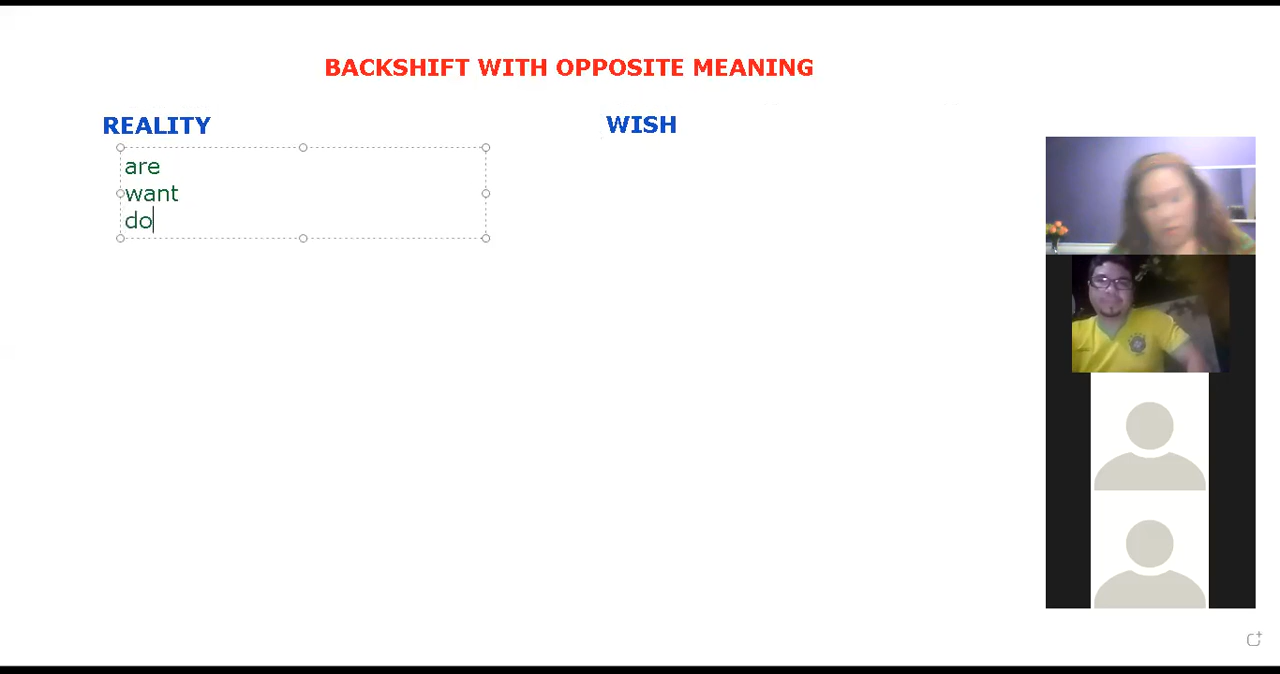 BACKSHIFT WITH OPPOSITE MEANING
REALITY
WISH
are
want
do